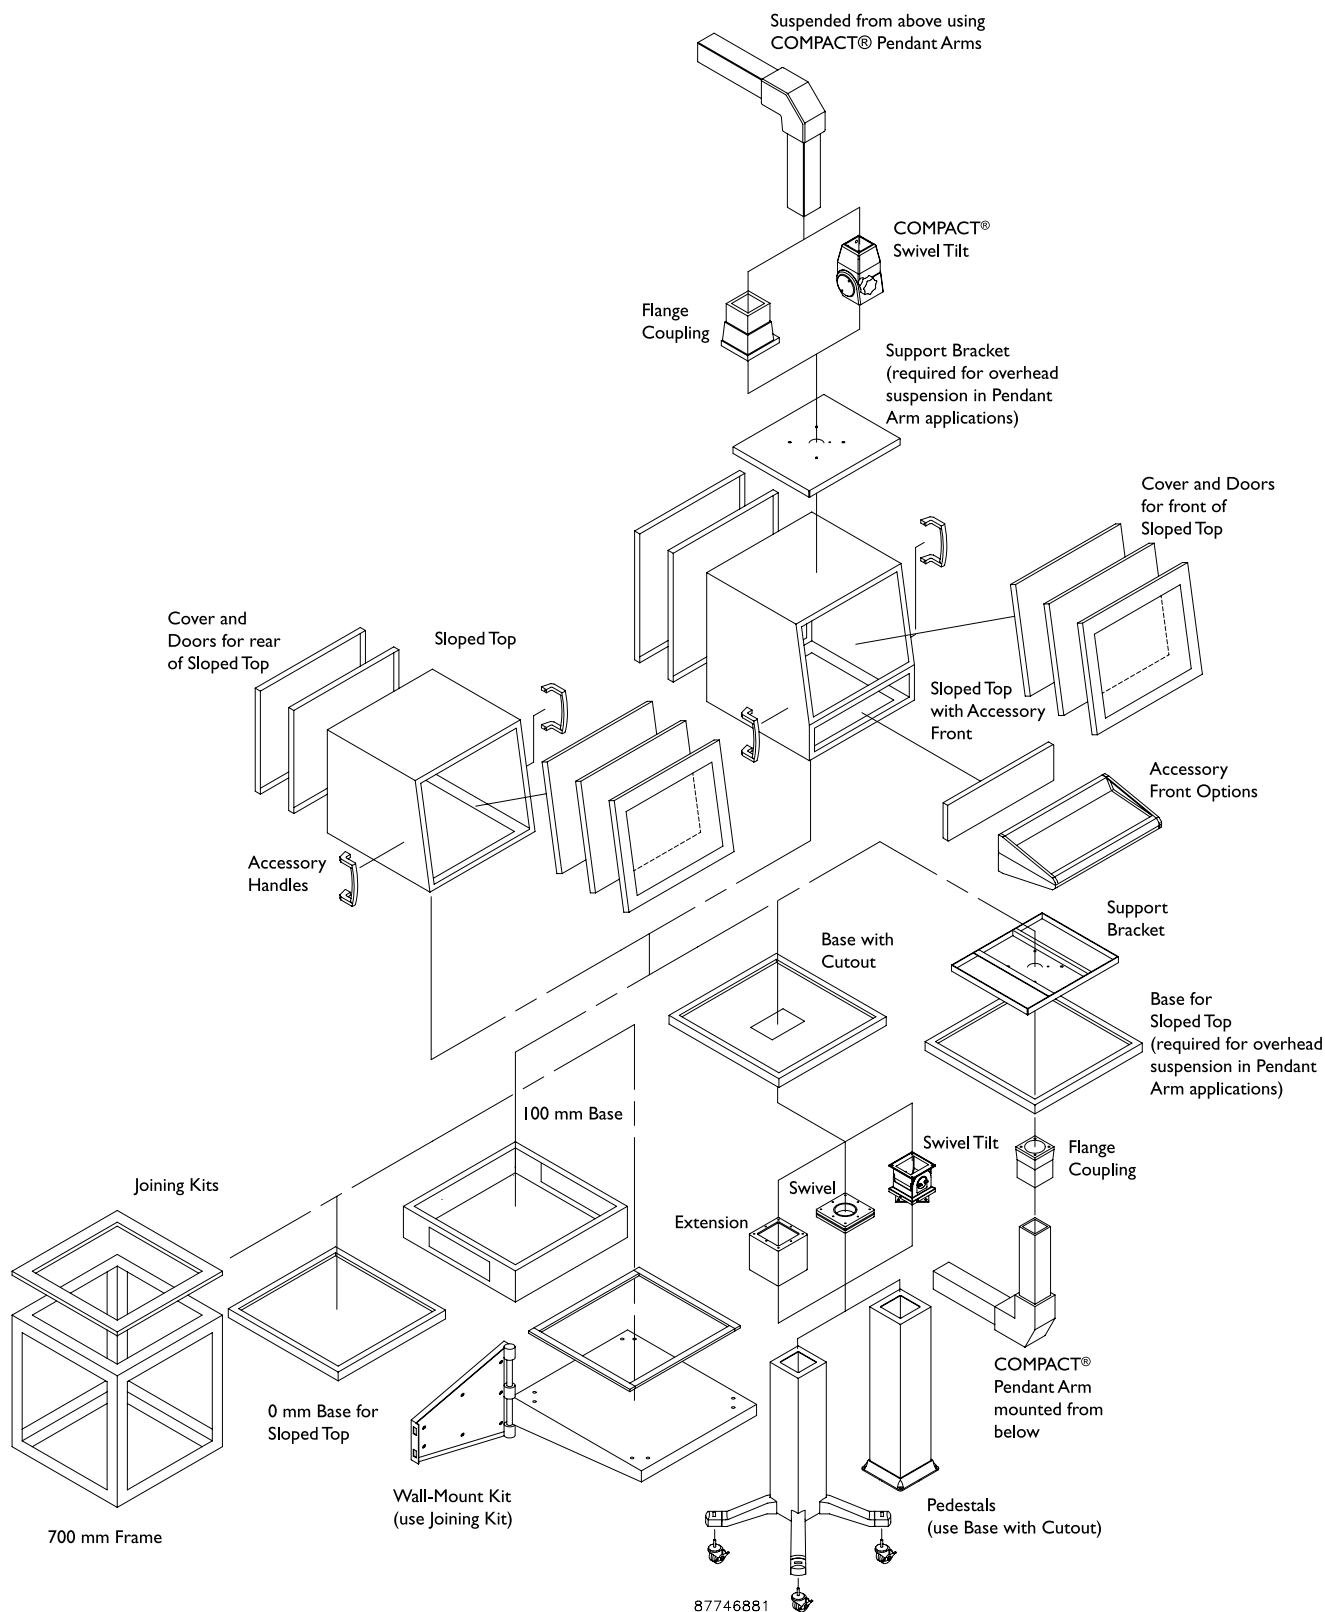 Suspended from above using
COMPACT® Pendant Arms
COMPACT®
Swivel Tilt
Flange
Coupling
Support Bracket
(required for overhead
suspension in Pendant
Arm applications)
Cover and Doors
for front of
Sloped Top
Cover and
Doors for rear
of Sloped Top
Sloped Top
Sloped Top
with Accessory
Front
Accessory
Front Options
Accessory
Handles
Support
Bracket
Base with
Cutout
Base for
Sloped Top
(required for overhead
suspension in Pendant
Arm applications)
100 mm Base
Swivel Tilt
Flange
Coupling
Joining Kits
Swivel
Extension
COMPACT®
Pendant Arm
mounted from
below
0 mm Base for
Sloped Top
Wall-Mount Kit
(use Joining Kit)
Pedestals
(use Base with Cutout)
700 mm Frame
87746881